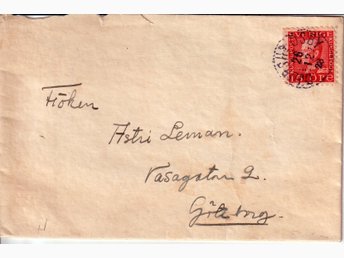 Fröken
Astri Leman.
Vasagatan 2.
Göteborg.